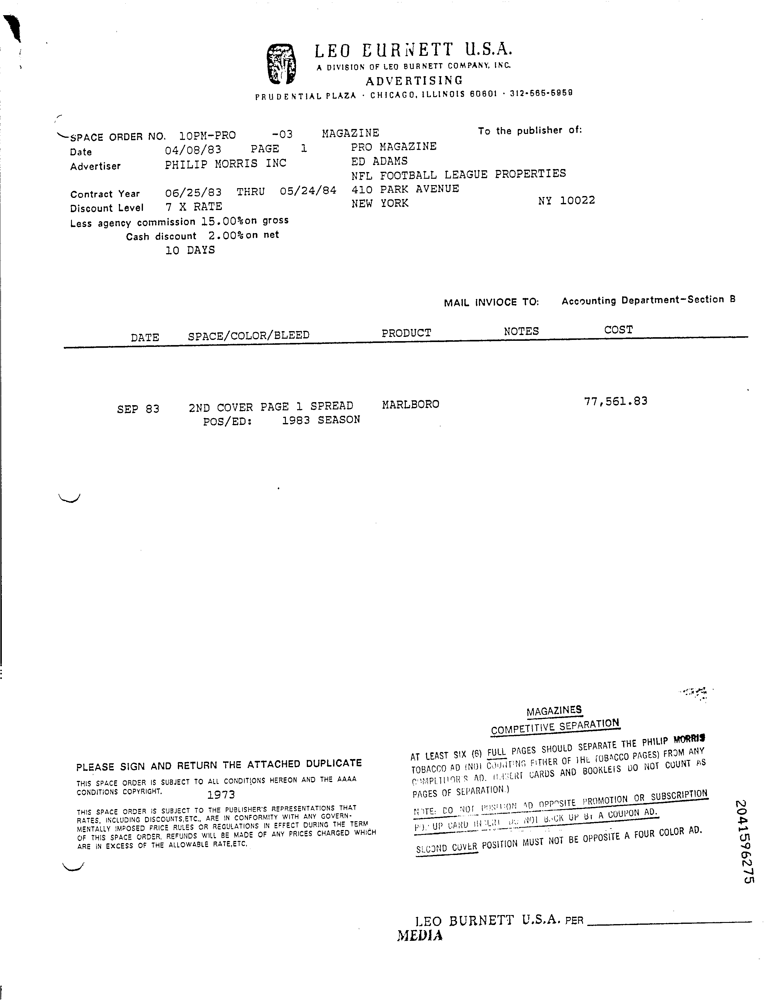 LEO BURNETT U.S.A.
A DIVISION OF LEO BURNETT COMPANY, INC.
ADVERTISING
PRUDENTIAL PLAZA · CHICAGO, ILLINOIS 60601 · 312-565-5959
SPACE ORDER NO. 10PM-PRO -03 MAGAZINE To the publisher of:
Date 04/08/83 PAGE 1 PRO MAGAZINE
Advertiser PHILIP MORRIS INC ED ADAMS
NFL FOOTBALL LEAGUE PROPERTIES
Contract Year 06/25/83 THRU 05/24/84 410 PARK AVENUE
Discount Level 7 X RATE NEW YORK NY 10022
Less agency commission 15.00%on gross
Cash discount 2.00%on net
10 DAYS
MAIL INVIOCE TO: Accounting Department-Section B
DATE SPACE/COLOR/BLEED PRODUCT NOTES COST
SEP 83 2ND COVER PAGE 1 SPREAD MARLBORO 77,561.83
POS/ED: 1983 SEASON
MAGAZINES
COMPETITIVE SEPARATION
AT LEAST SIX (6) FULL PAGES SHOULD SEPARATE THE PHILIP MORRIS
TOBACCO AD (NOT COUNTING EITHER OF THE TOBACCO PAGES) FROM ANY
COMPETITOR'S AD. (INSERT CARDS AND BOOKLETS DO NOT COUNT AS
PAGES OF SEPARATION.)
NOTE: DO NOT POSITION AD OPPOSITE PROMOTION OR SUBSCRIPTION
POP UP CARD INSERT OR NOT BACK UP BY A COUPON AD.
SECOND COVER POSITION MUST NOT BE OPPOSITE A FOUR COLOR AD.
PLEASE SIGN AND RETURN THE ATTACHED DUPLICATE
THIS SPACE ORDER IS SUBJECT TO ALL CONDITIONS HEREON AND THE AAAA
CONDITIONS COPYRIGHT. 1973
THIS SPACE ORDER IS SUBJECT TO THE PUBLISHER'S REPRESENTATIONS THAT
RATES, INCLUDING DISCOUNTS,ETC., ARE IN CONFORMITY WITH ANY GOVERN-
MENTALLY IMPOSED PRICE RULES OR REGULATIONS IN EFFECT DURING THE TERM
OF THIS SPACE ORDER. REFUNDS WILL BE MADE OF ANY PRICES CHARGED WHICH
ARE IN EXCESS OF THE ALLOWABLE RATE,ETC.
2041596275
LEO BURNETT U.S.A. PER
MEDIA